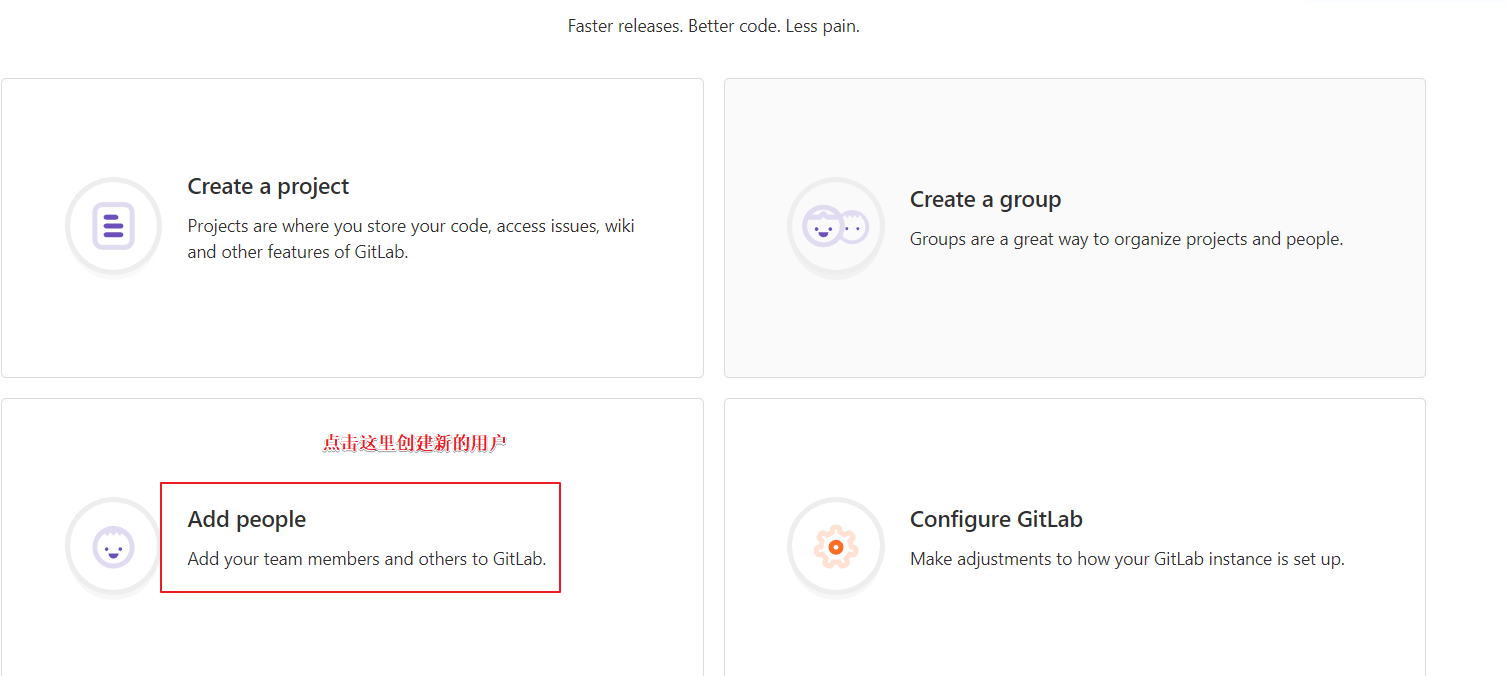 Faster releases. Better code. Less pain.
Create a project
Projects are where you store your code, access issues, wiki
and other features of GitLab.
Create a group
Groups are a great way to organize projects and people.
点击这里创建新的用户
Add people
Add your team members and others to GitLab.
Configure GitLab
Make adjustments to how your GitLab instance is set up.